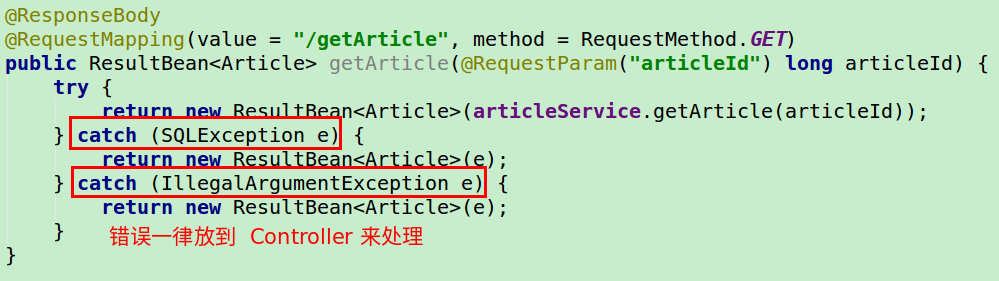 @ResponseBody
@RequestMapping(value = "/getArticle", method = RequestMethod.GET)
public ResultBean<Article> getArticle(@RequestParam("articleId") long articleId) {
    try {
        return new ResultBean<Article>(articleService.getArticle(articleId));
    } catch (SQLException e) {
        return new ResultBean<Article>(e);
    } catch (IllegalArgumentException e) {
        return new ResultBean<Article>(e);
    } 错误一律放到 Controller 来处理
}